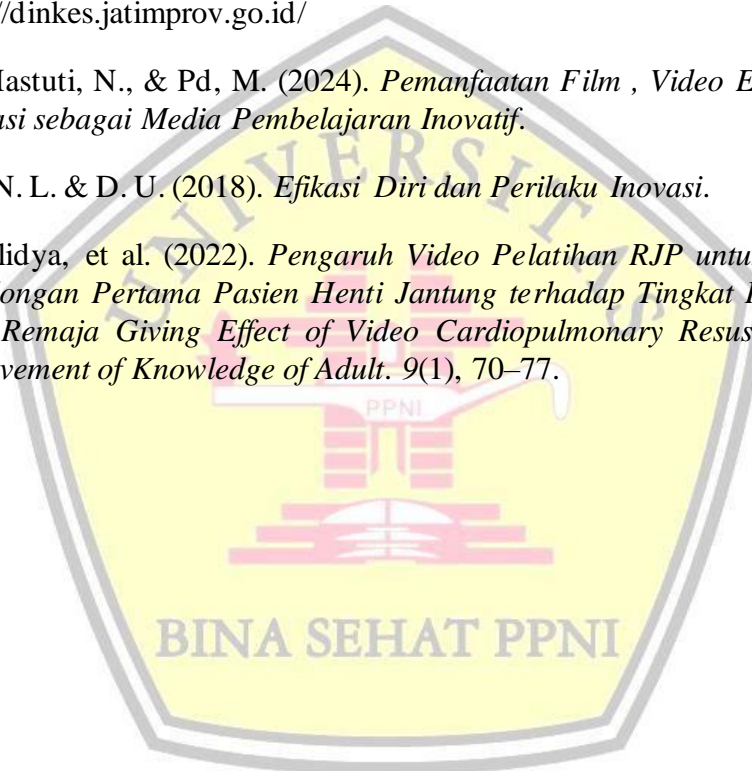 //dinkes.jatimprov.go.id/
Hastuti, N., & Pd, M. (2024). Pemanfaatan Film , Video E
asi sebagai Media Pembelajaran Inovatif.
N. L. & D. U. (2018). Efikasi Diri dan Perilaku Inovasi.
lidya, et al. (2022). Pengaruh Video Pelatihan RJP untu
longan Pertama Pasien Henti Jantung terhadap Tingkat
Remaja Giving Effect of Video Cardiopulmonary Resus
vement of Knowledge of Adult. 9(1), 70–77.
UNIVERSITAS
PPNI
BINA SEHAT PPNI